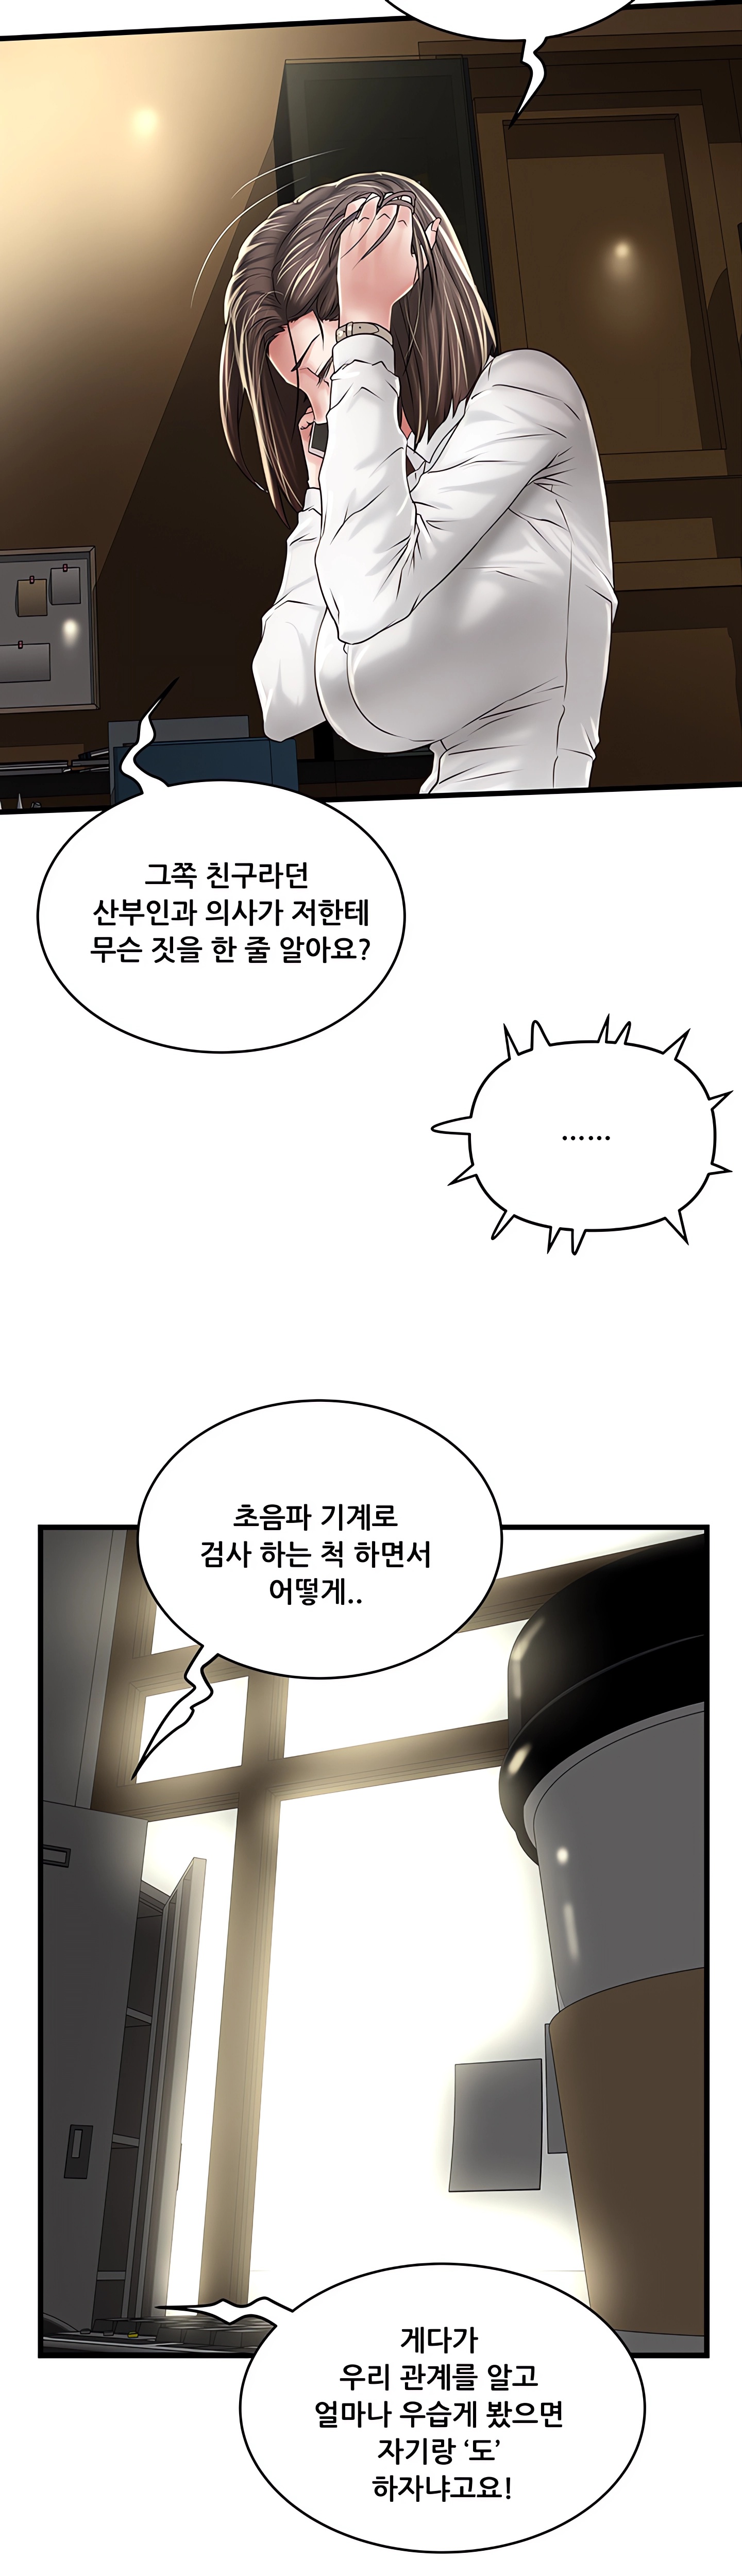 그쪽 친구라던
산부인과 의사가 저한테
무슨 짓을 한 줄 알아요?
……
초음파 기계로
검사 하는 척 하면서
어떻게..
게다가
우리 관계를 알고
얼마나 우습게 봤으면
자기랑 ‘도’
하자냐고요!